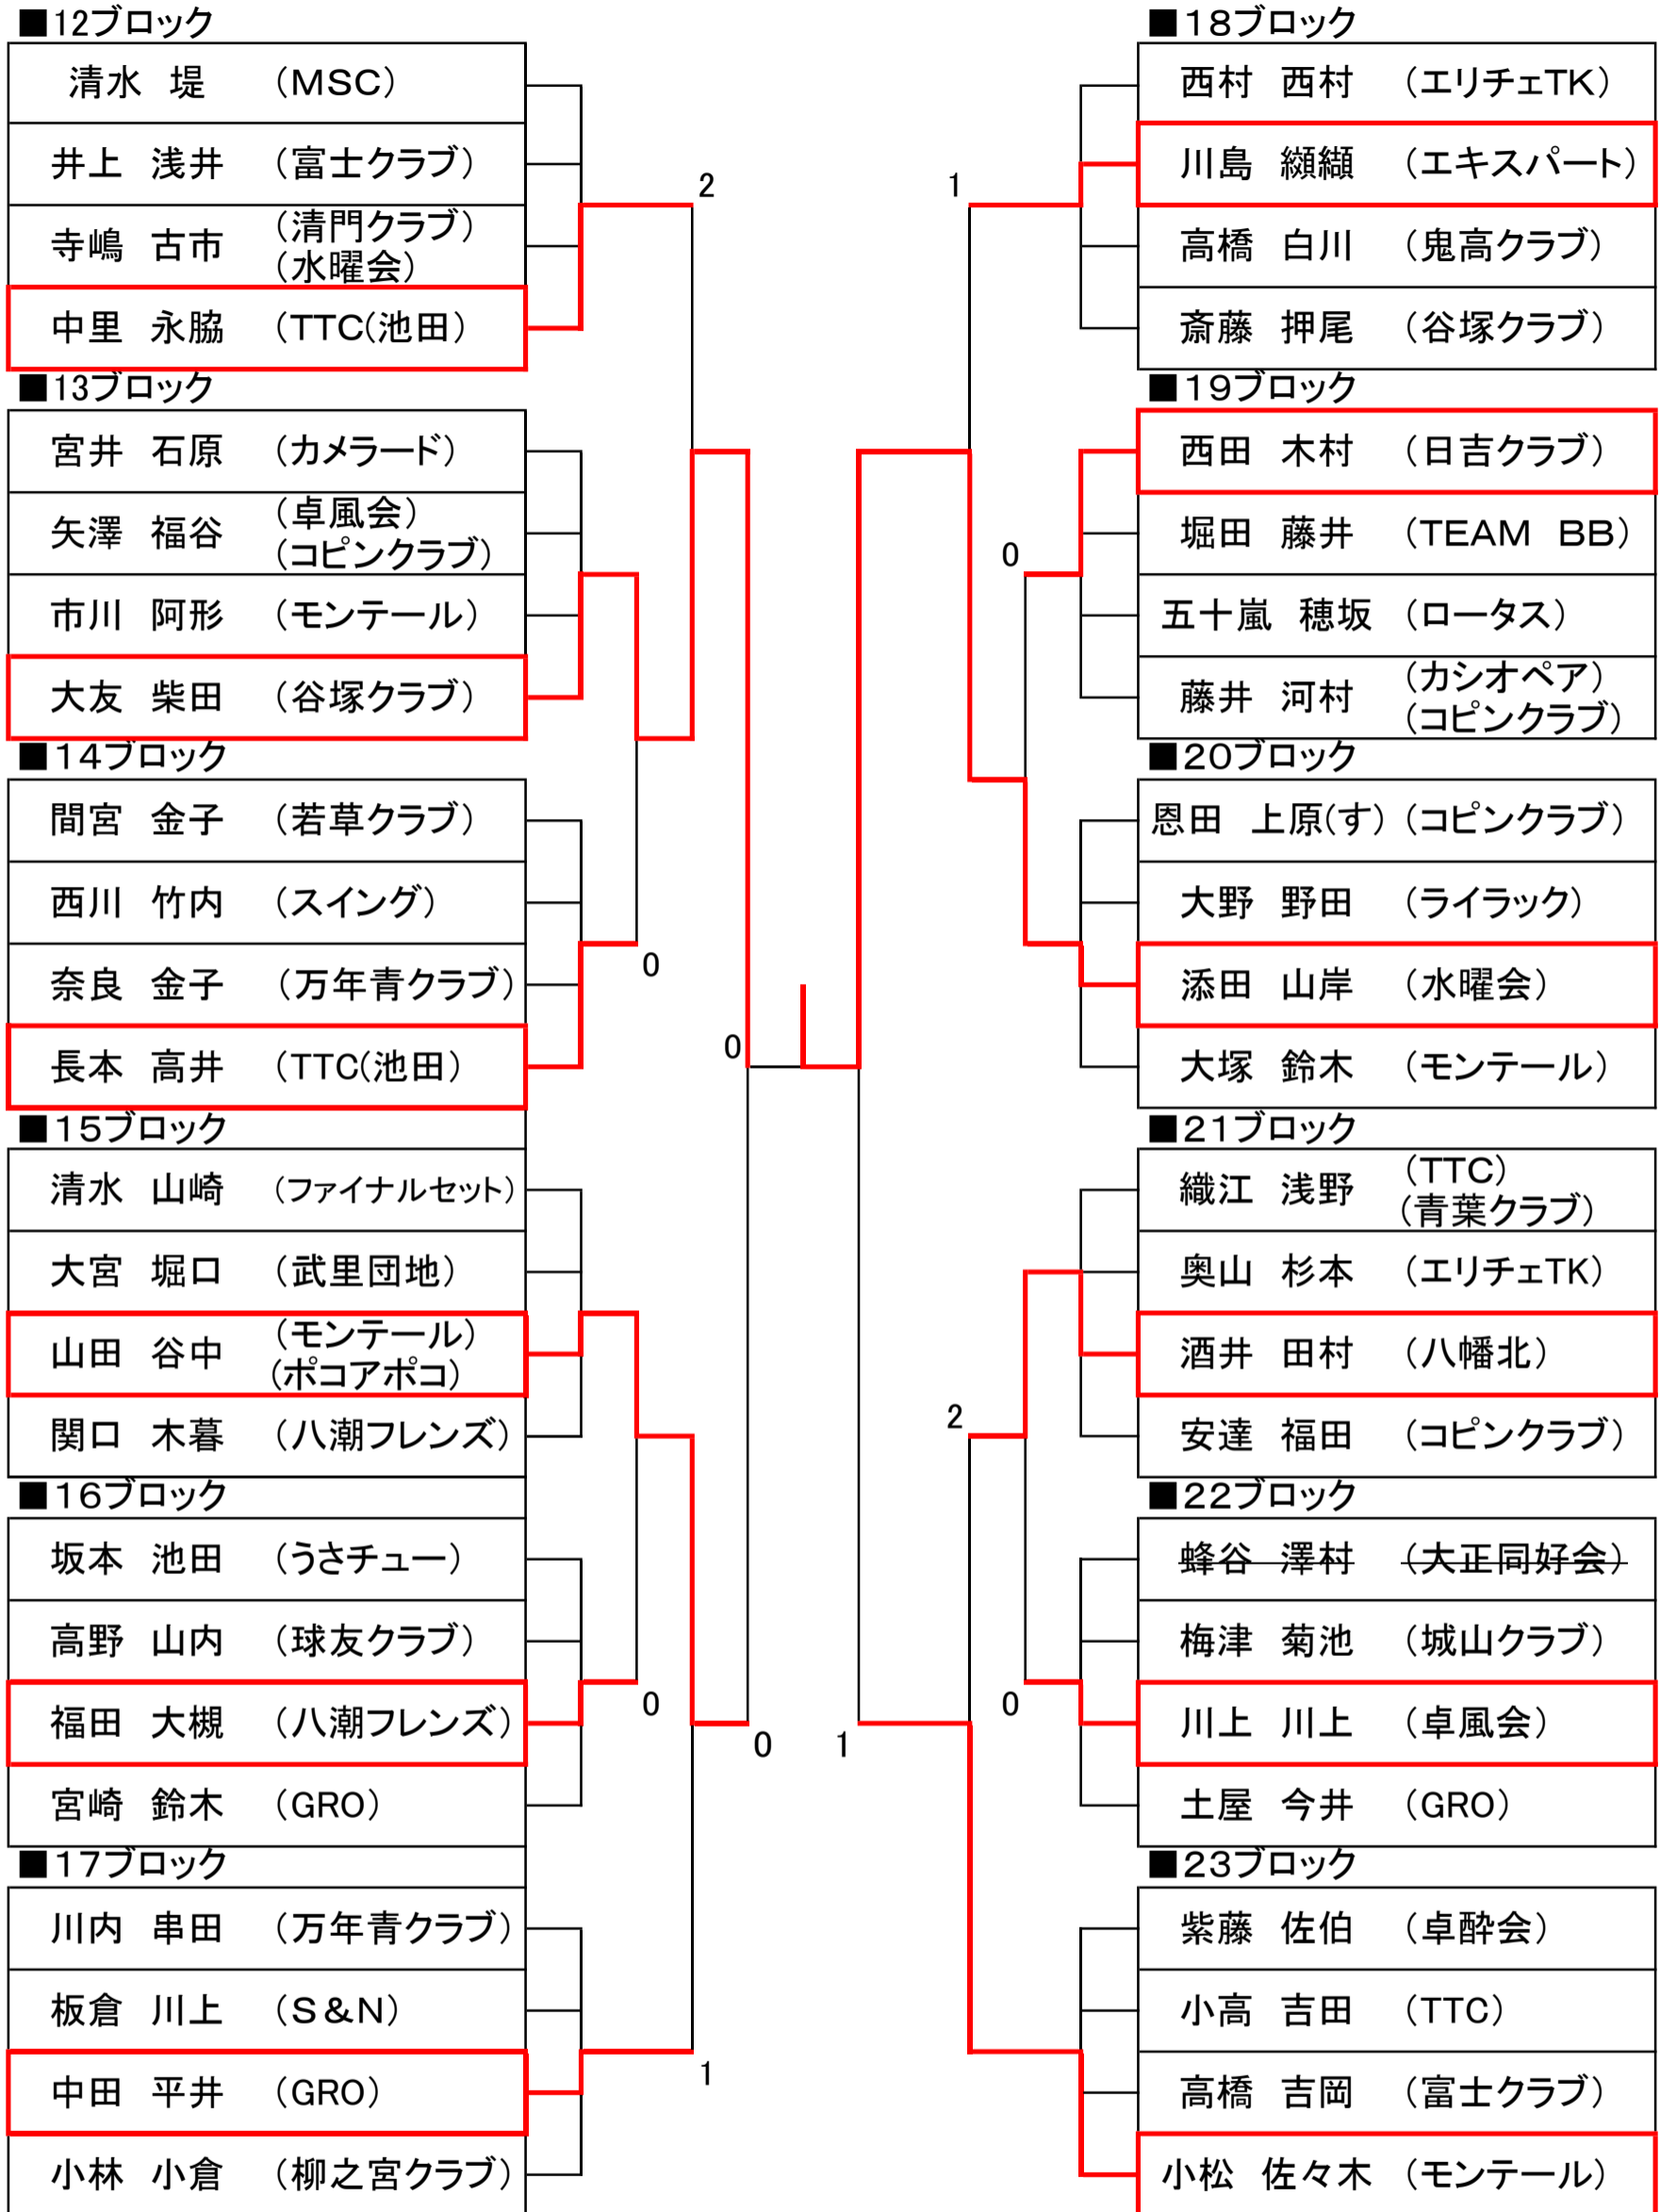 ■12ブロック
清水 堤 (MSC)
井上 浅井 (富士クラブ)
寺嶋 古市 (清門クラブ)
(水曜会)
中里 永脇 (TTC(池田)
■13ブロック
宮井 石原 (カメラード)
矢澤 福谷 (卓風会)
(コピンクラブ)
市川 阿形 (モンテール)
大友 柴田 (谷塚クラブ)
■14ブロック
間宮 金子 (若草クラブ)
西川 竹内 (スイング)
奈良 金子 (万年青クラブ)
長本 高井 (TTC(池田)
■15ブロック
清水 山崎 (ファイナルセット)
大宮 堀口 (武里団地)
山田 谷中 (モンテール)
(ポコアポコ)
関口 木暮 (八潮フレンズ)
■16ブロック
坂本 池田 (うさチュー)
高野 山内 (球友クラブ)
福田 大槻 (八潮フレンズ)
宮崎 鈴木 (GRO)
■17ブロック
川内 串田 (万年青クラブ)
板倉 川上 (S&N)
中田 平井 (GRO)
小林 小倉 (柳之宮クラブ)
2
0
0
0
0
1
1
0
2
1
0
■18ブロック
西村 西村 (エリチェTK)
川島 纐纈 (エキスパート)
高橋 白川 (鬼高クラブ)
斎藤 押尾 (谷塚クラブ)
■19ブロック
西田 木村 (日吉クラブ)
堀田 藤井 (TEAM BB)
五十嵐 穂坂 (ロータス)
藤井 河村 (カシオペア)
(コピンクラブ)
■20ブロック
恩田 上原(す) (コピンクラブ)
大野 野田 (ライラック)
添田 山岸 (水曜会)
大塚 鈴木 (モンテール)
■21ブロック
織江 浅野 (TTC)
(青葉クラブ)
奥山 杉本 (エリチェTK)
酒井 田村 (八幡北)
安達 福田 (コピンクラブ)
■22ブロック
蜂谷 澤村 (大正同好会)
梅津 菊池 (城山クラブ)
川上 川上 (卓風会)
土屋 今井 (GRO)
■23ブロック
紫藤 佐伯 (卓酔会)
小高 吉田 (TTC)
高橋 吉岡 (富士クラブ)
小松 佐々木 (モンテール)